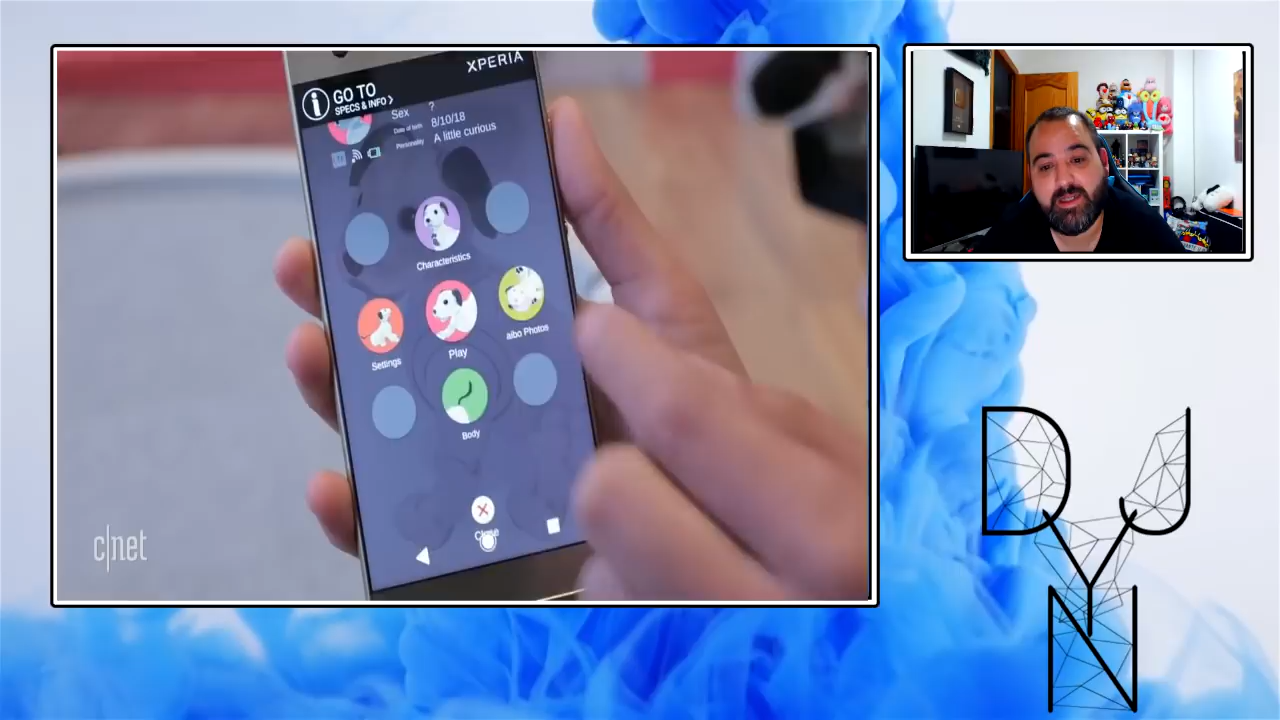 XPERIA
GO TO
SPECS & INFO
Sex ?
Date of birth 8/10/18
Personality A little curious
Characteristics
Settings
Play
aibo Photos
Body
Close
c|net
D J
Y
N